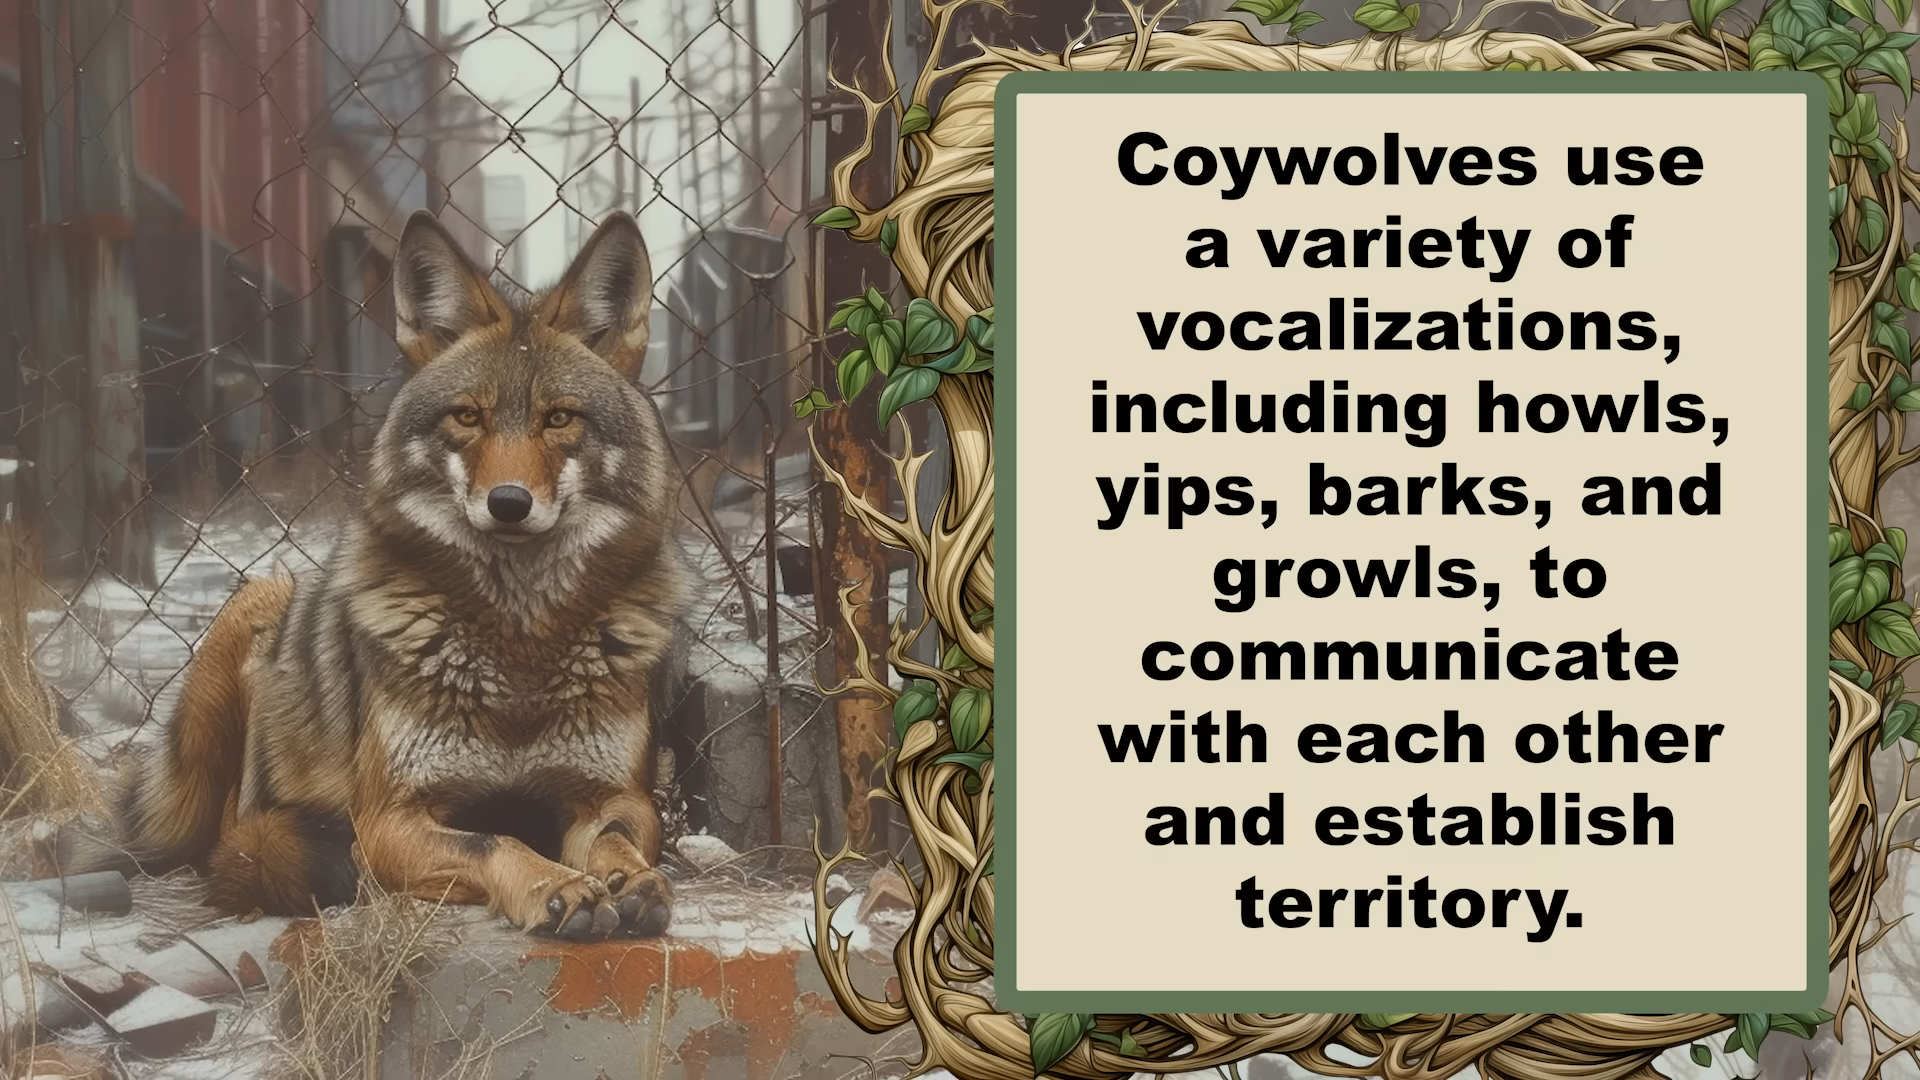 Coywolves use
a variety of
vocalizations,
including howls,
yips, barks, and
growls, to
communicate
with each other
and establish
territory.